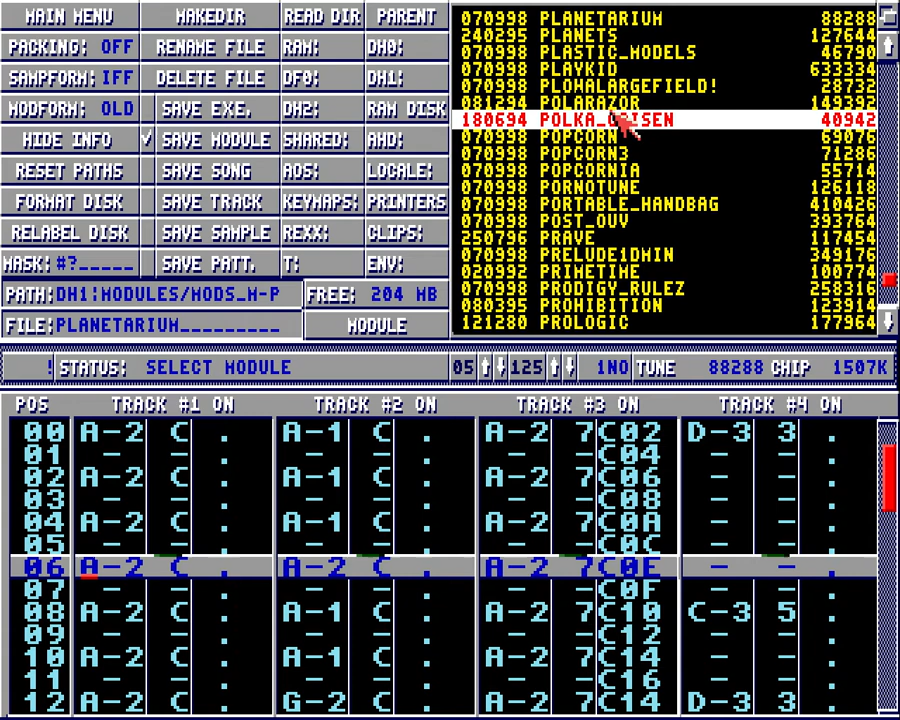 MAIN MENU MAKEDIR READ DIR PARENT
PACKING: OFF RENAME FILE RAM: DH0:
SAMPFORM: IFF DELETE FILE DF0: DH1:
MODFORM: OLD SAVE EXE. DH2: RAM DISK
HIDE INFO ✓ SAVE MODULE SHARED: AHD:
RESET PATHS SAVE SONG ADS: LOCALE:
FORMAT DISK SAVE TRACK KEYMAPS: PRINTERS
RELABEL DISK SAVE SAMPLE REXX: CLIPS:
MASK: #?_____ SAVE PATT. T: ENV:
PATH:DH1:MODULES/MODS_M-P FREE: 204 MB
FILE:PLANETARIUM_________ MODULE
070998 PLANETARIUM 88288
240295 PLANETS 127644
070998 PLASTIC_MODELS 46790
070998 PLAYKID 633334
070998 PLOWALARGEFIELD! 28732
081294 POLARAZOR 149392
180694 40942
070998 POPCORN 69076
070998 POPCORN3 71286
070998 POPCORNIA 55714
070998 PORNOTUNE 126118
070998 PORTABLE_HANDBAG 410426
070998 POST_OUV 393764
250796 PRAVE 117454
070998 PRELUDE1DMIN 349176
020992 PRIMETIME 100774
070998 PRODIGY_RULEZ 258316
080395 PROHIBITION 123914
121280 PROLOGIC 177964
! STATUS: SELECT MODULE 05 125 1NO TUNE 88288 CHIP 1507K
POS TRACK #1 ON TRACK #2 ON TRACK #3 ON TRACK #4 ON
00 A-2 C . A-1 C . A-2 7C02 D-3 3 .
01 - - . - - . - -C04 - - .
02 A-2 C . A-1 C . A-2 7C06 - - .
03 - - . - - . - -C08 - - .
04 A-2 C . A-1 C . A-2 7C0A - - .
05 - - . - - . - -C0C - - .
06 A-2 C . A-2 C . A-2 7C0E - - .
07 - - . - - . - -C0F - - .
08 A-2 C . A-1 C . A-2 7C10 C-3 5 .
09 - - . - - . - -C12 - - .
10 A-2 C . A-1 C . A-2 7C14 - - .
11 - - . - - . - -C16 - - .
12 A-2 C . G-2 C . A-2 7C14 D-3 3 .